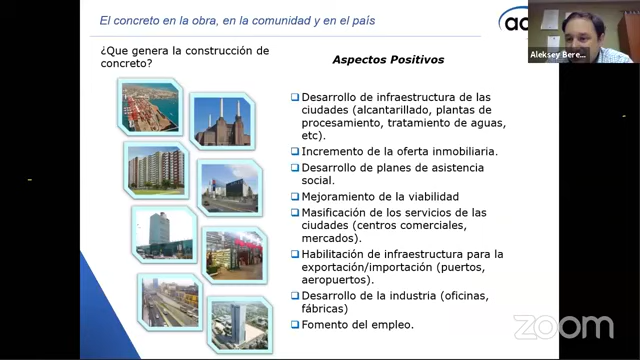 El concreto en la obra, en la comunidad y en el país
Aleksey Bere...
¿Que genera la construcción de
concreto?
Aspectos Positivos
Desarrollo de infraestructura de las
ciudades (alcantarillado, plantas de
procesamiento, tratamiento de aguas,
etc).
Incremento de la oferta inmobiliaria.
Desarrollo de planes de asistencia
social.
Mejoramiento de la viabilidad
Masificación de los servicios de las
ciudades (centros comerciales,
mercados).
Habilitación de infraestructura para la
exportación/importación (puertos,
aeropuertos).
Desarrollo de la industria (oficinas,
fábricas)
Fomento del empleo.
zoom